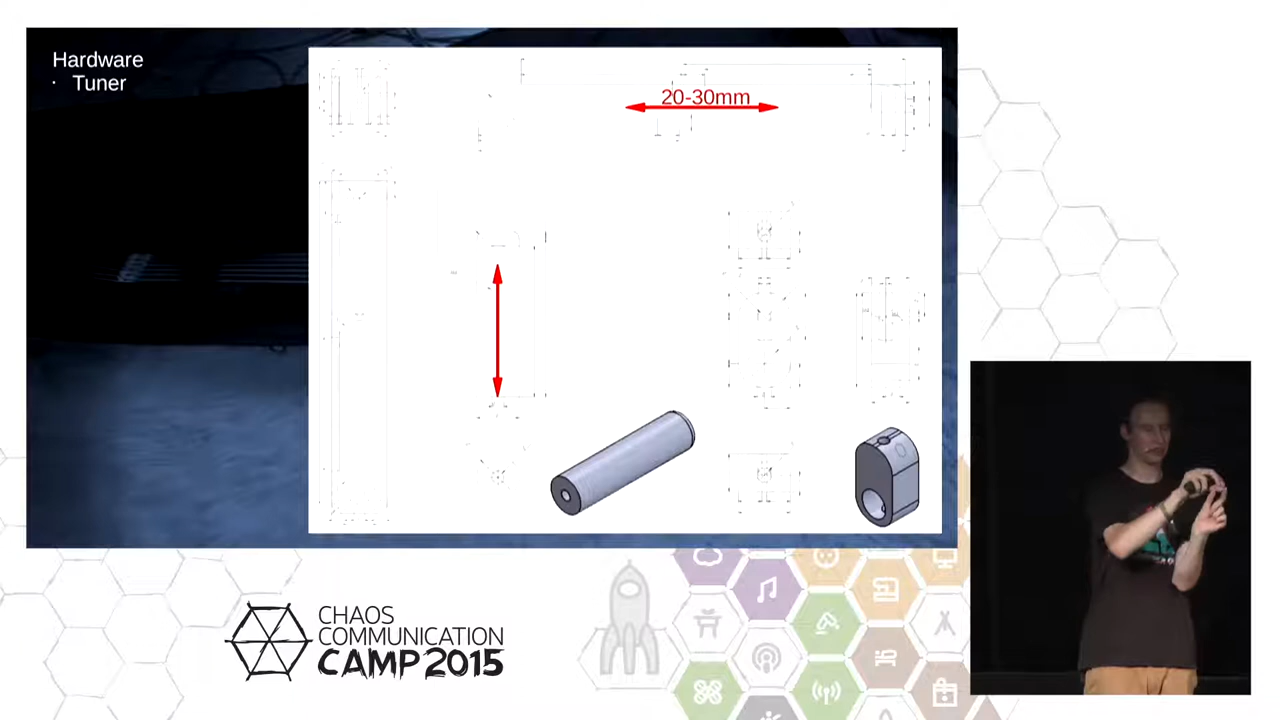 Hardware
· Tuner
20-30mm
CHAOS
COMMUNICATION
CAMP 2015